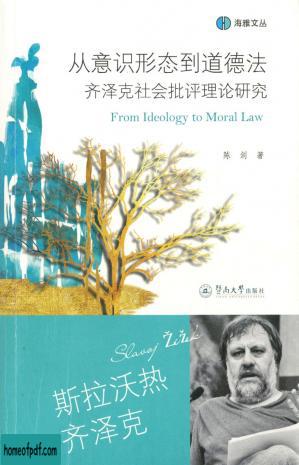 海雅文丛
从意识形态到道德法
齐泽克社会批评理论研究
From Ideology to Moral Law
陈 剑 著
暨南大学出版社
Slavoj Žižek
斯拉沃热
齐泽克
homeofpdf.com